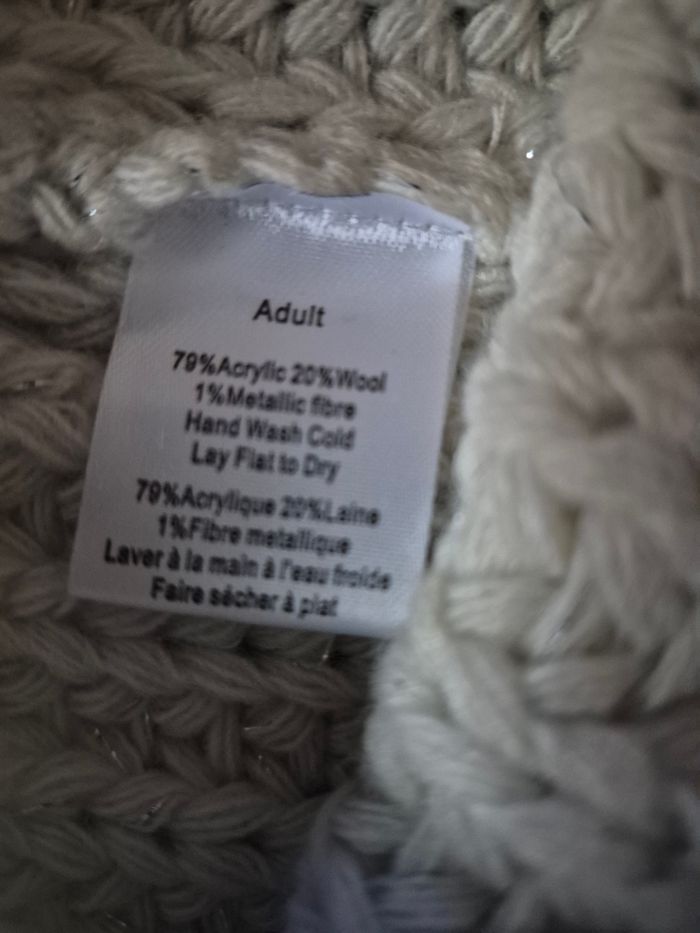 Adult
79%Acrylic 20%Wool
1%Metallic fibre
Hand Wash Cold
Lay Flat to Dry
79%Acrylique 20%Laine
1%Fibre metallique
Laver à la main à l'eau froide
Faire sécher à plat